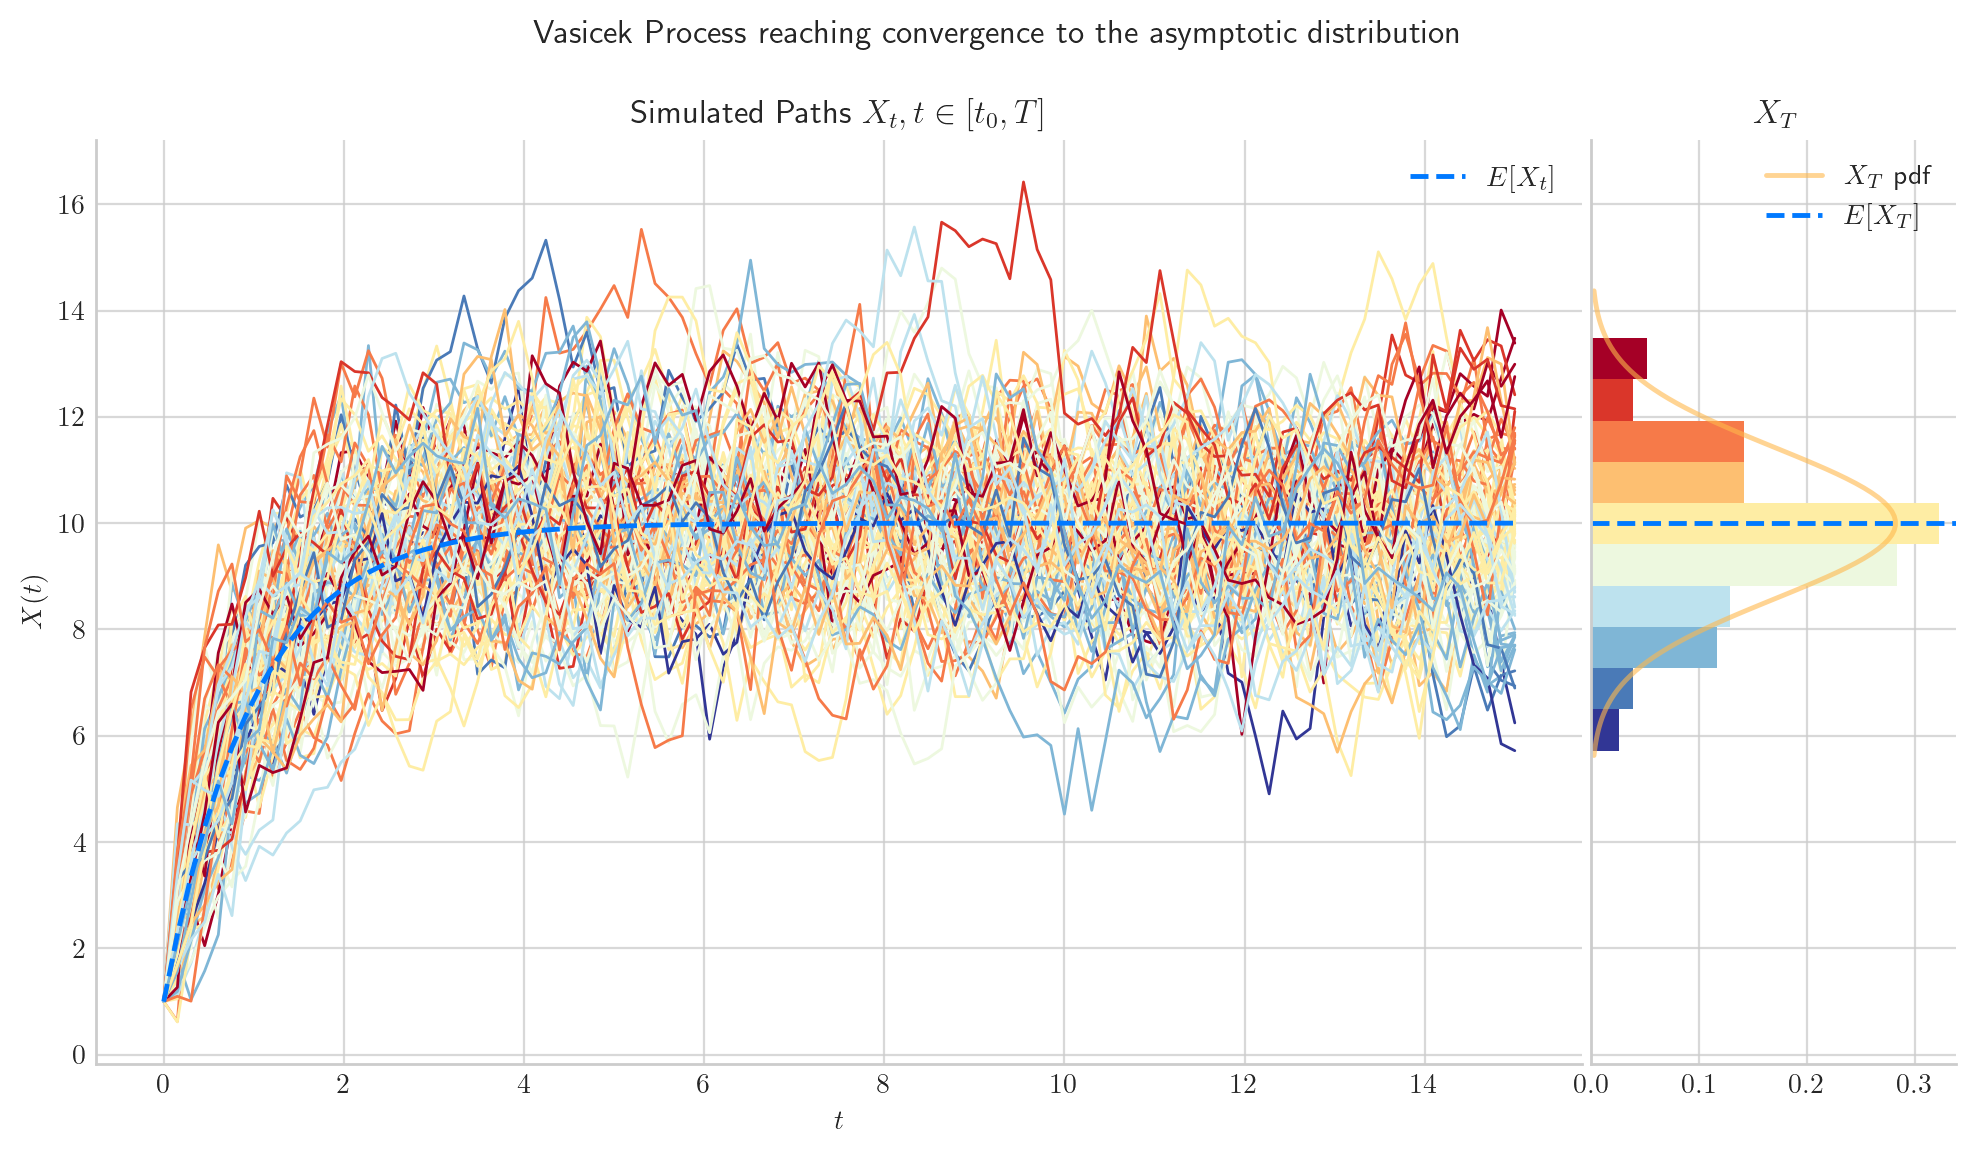 Vasicek Process reaching convergence to the asymptotic distribution
Simulated Paths $X_t, t \in [t_0, T]$
$X_T$
$E[X_t]$
$X_T$ pdf
$E[X_T]$
16
14
12
10
8
6
4
2
0
$X(t)$
0 2 4 6 8 10 12 14
0.0 0.1 0.2 0.3
$t$